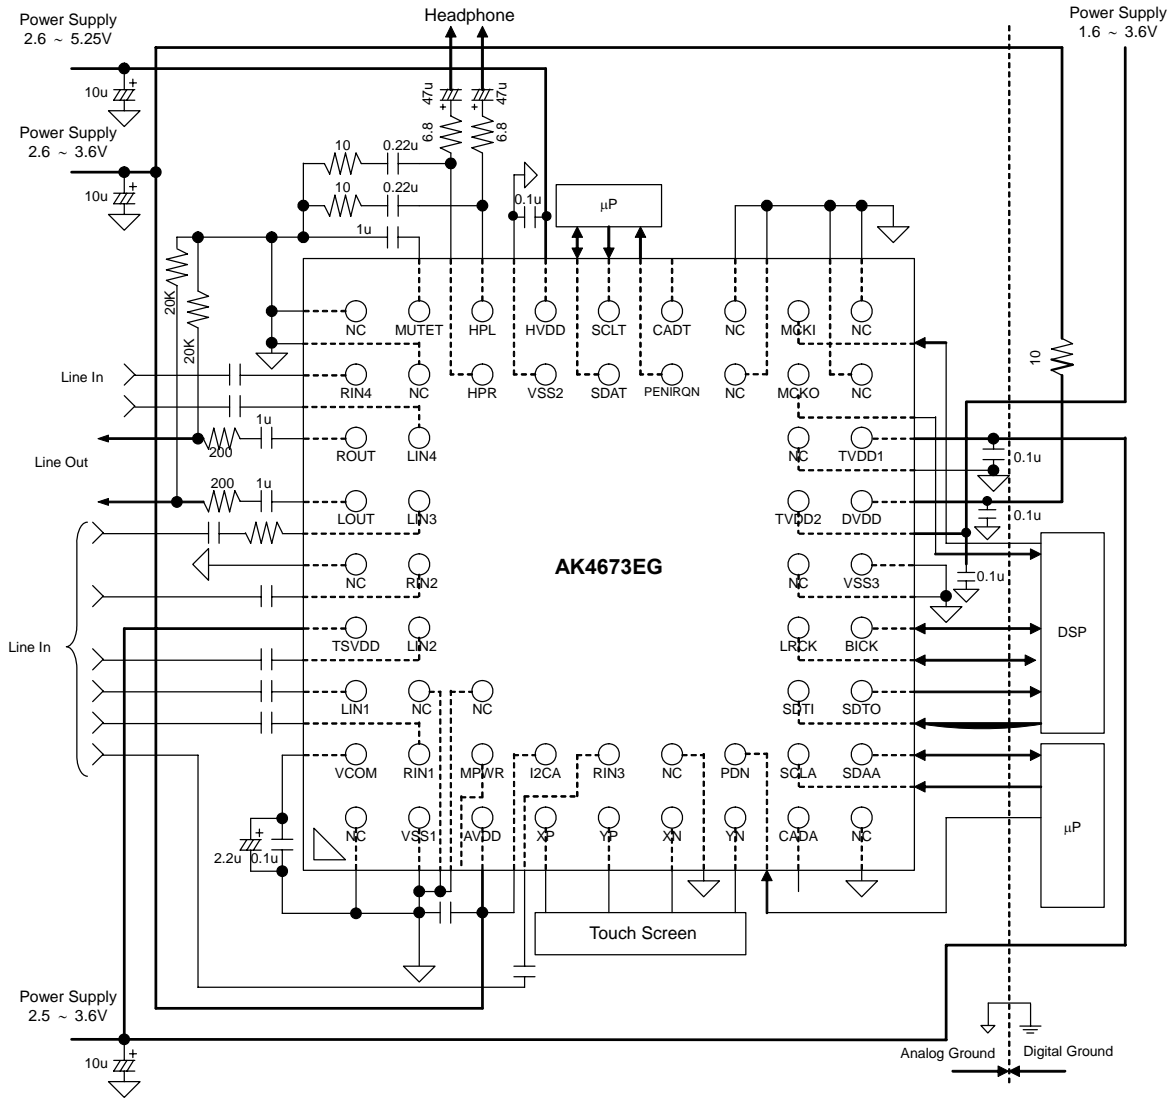 Power Supply
2.6 ~ 5.25V
Headphone
Power Supply
1.6 ~ 3.6V
10u
47u
47u
6.8
6.8
Power Supply
2.6 ~ 3.6V
10u
10
0.22u
10
0.22u
1u
0.1u
µP
20K
20K
NC
MUTET
HPL
HVDD
SCLT
CADT
NC
MCKI
NC
10
Line In
RIN4
NC
HPR
VSS2
SDAT
PENIRQN
NC
MCKO
NC
1u
200
ROUT
LIN4
NC
TVDD1
0.1u
Line Out
200
1u
LOUT
LIN3
TVDD2
DVDD
0.1u
AK4673EG
NC
RIN2
NC
VSS3
0.1u
Line In
TSVDD
LIN2
LRCK
BICK
DSP
LIN1
NC
NC
SDTI
SDTO
VCOM
RIN1
MPWR
I2CA
RIN3
NC
PDN
SCLA
SDAA
NC
VSS1
AVDD
XP
YP
XN
YN
CADA
NC
µP
2.2u
0.1u
Touch Screen
Power Supply
2.5 ~ 3.6V
10u
Analog Ground
Digital Ground